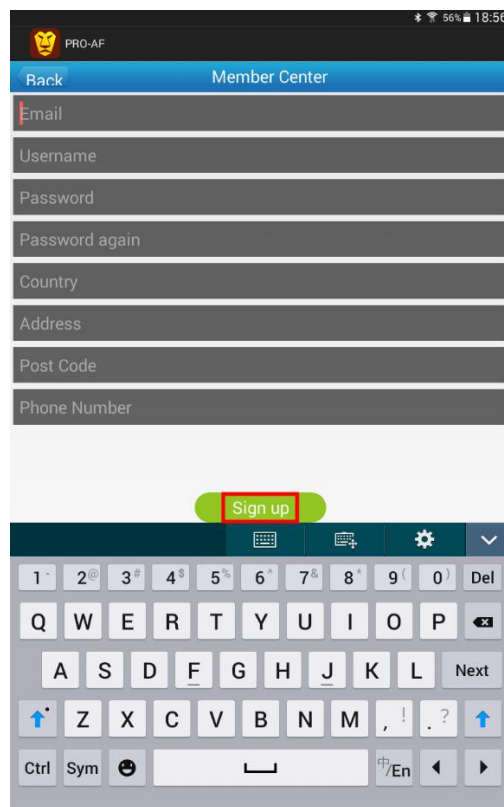 56% 18:56
PRO-AF
Back Member Center
Email
Username
Password
Password again
Country
Address
Post Code
Phone Number
Sign up
1 - 2 @ 3 # 4 $ 5 % 6 ^ 7 & 8 * 9 ( 0 ) Del
Q W E R T Y U I O P
A S D F G H J K L Next
Z X C V B N M , ! . ?
Ctrl Sym 中/En